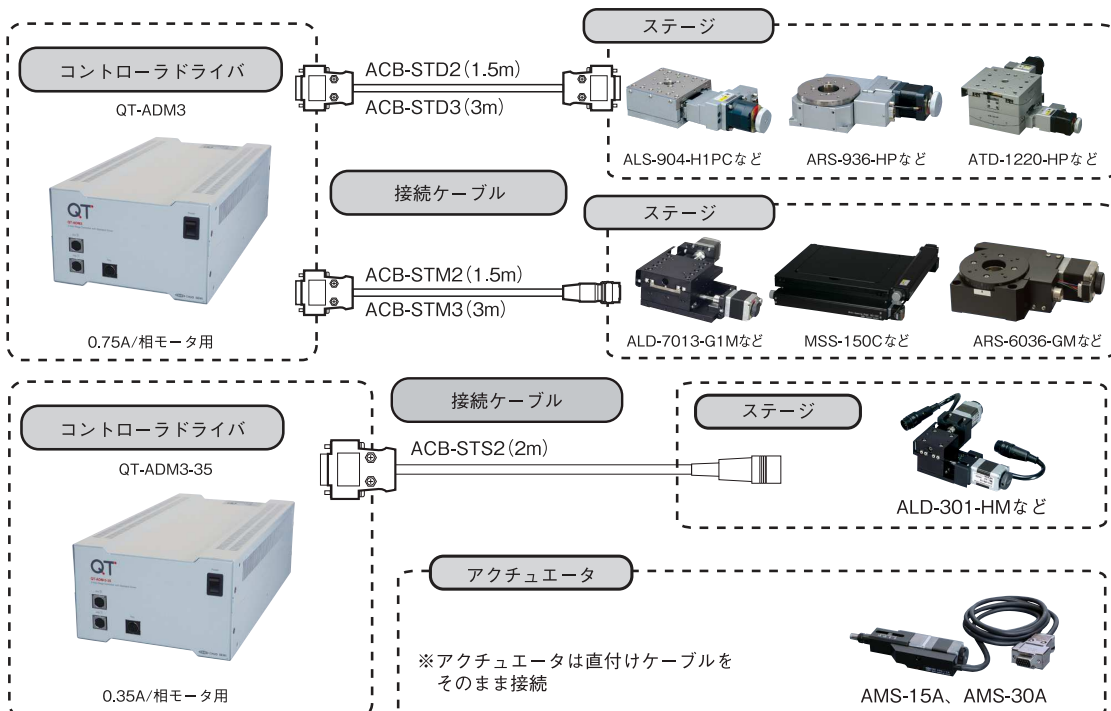 コントローラドライバ
QT-ADM3
QT
0.75A/相モータ用
ACB-STD2(1.5m)
ACB-STD3(3m)
ステージ
ALS-904-H1PCなど
ARS-936-HPなど
ATD-1220-HPなど
接続ケーブル
ACB-STM2(1.5m)
ACB-STM3(3m)
ステージ
ALD-7013-G1Mなど
MSS-150Cなど
ARS-6036-GMなど
コントローラドライバ
QT-ADM3-35
QT
0.35A/相モータ用
接続ケーブル
ACB-STS2(2m)
ステージ
ALD-301-HMなど
アクチュエータ
※アクチュエータは直付けケーブルを
そのまま接続
AMS-15A、AMS-30A